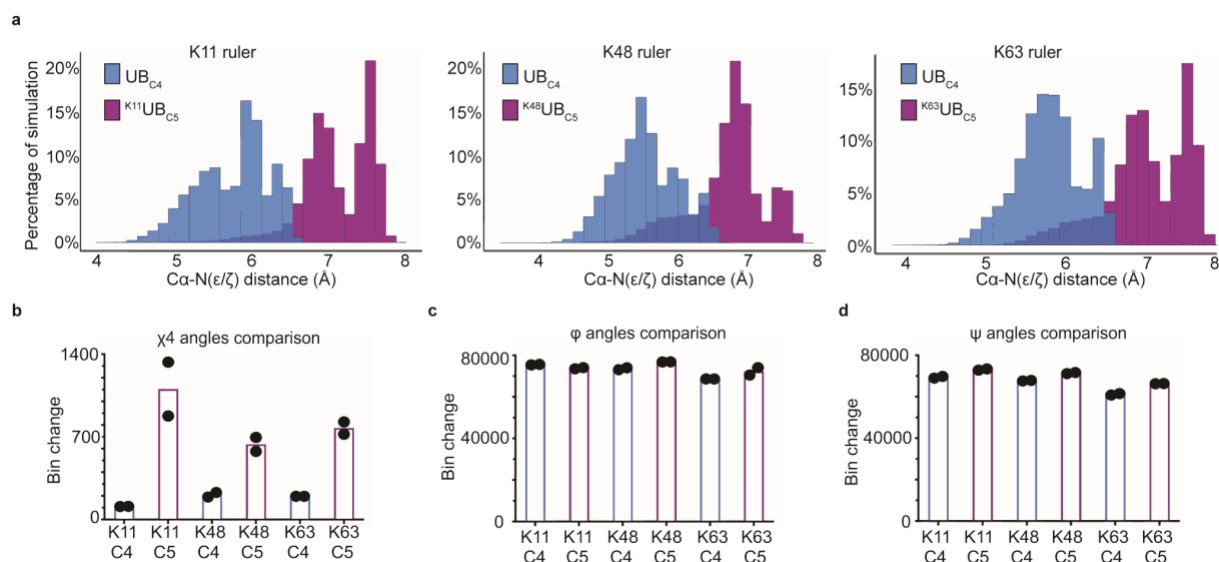 a
K11 ruler
K48 ruler
K63 ruler
Percentage of simulation
20%
15%
10%
5%
0%
UBC4
K11UBC5
4 5 6 7 8
Cα-N(ε/ζ) distance (Å)
20%
15%
10%
5%
0%
UBC4
K48UBC5
4 5 6 7 8
Cα-N(ε/ζ) distance (Å)
15%
10%
5%
0%
UBC4
K63UBC5
4 5 6 7 8
Cα-N(ε/ζ) distance (Å)
b
χ4 angles comparison
Bin change
1400
700
0
K11 K11 K48 K48 K63 K63
C4 C5 C4 C5 C4 C5
c
φ angles comparison
Bin change
80000
40000
0
K11 K11 K48 K48 K63 K63
C4 C5 C4 C5 C4 C5
d
ψ angles comparison
Bin change
80000
40000
0
K11 K11 K48 K48 K63 K63
C4 C5 C4 C5 C4 C5